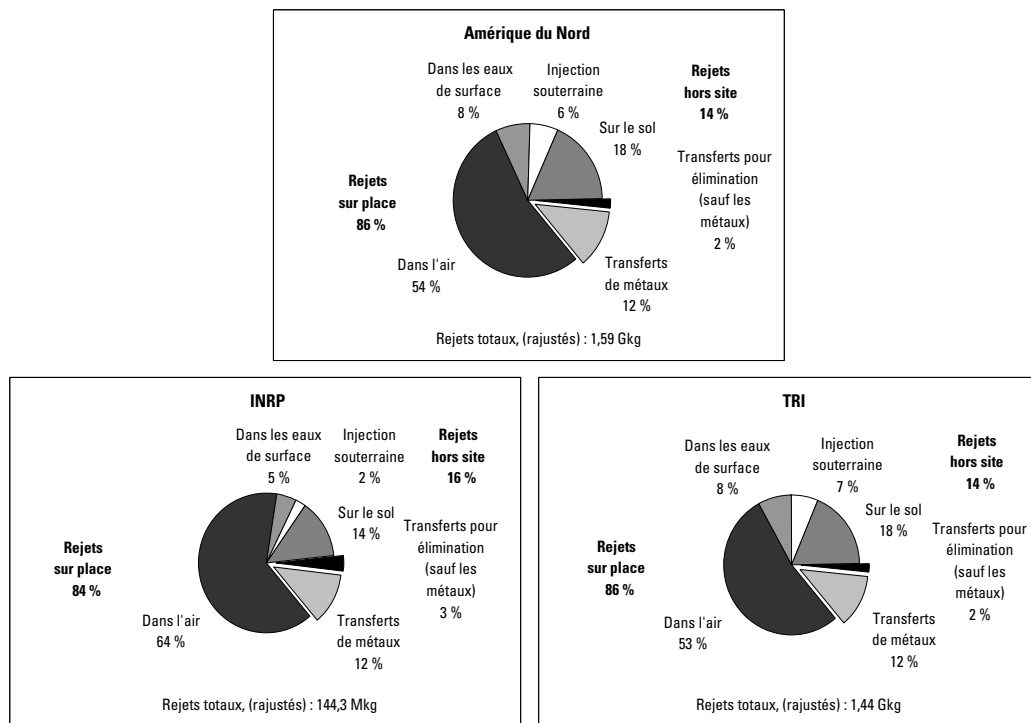 Amérique du Nord
Dans les eaux
de surface
8 %
Injection
souterraine
6 %
Rejets
hors site
14 %
Sur le sol
18 %
Transferts pour
élimination
(sauf les
métaux)
2 %
Rejets
sur place
86 %
Dans l'air
54 %
Transferts
de métaux
12 %
Rejets totaux, (rajustés) : 1,59 Gkg
INRP
Dans les eaux
de surface
5 %
Injection
souterraine
2 %
Rejets
hors site
16 %
Sur le sol
14 %
Transferts pour
élimination
(sauf les
métaux)
3 %
Rejets
sur place
84 %
Dans l'air
64 %
Transferts
de métaux
12 %
Rejets totaux, (rajustés) : 144,3 Mkg
TRI
Dans les eaux
de surface
8 %
Injection
souterraine
7 %
Rejets
hors site
14 %
Sur le sol
18 %
Transferts pour
élimination
(sauf les
métaux)
2 %
Rejets
sur place
86 %
Dans l'air
53 %
Transferts
de métaux
12 %
Rejets totaux, (rajustés) : 1,44 Gkg